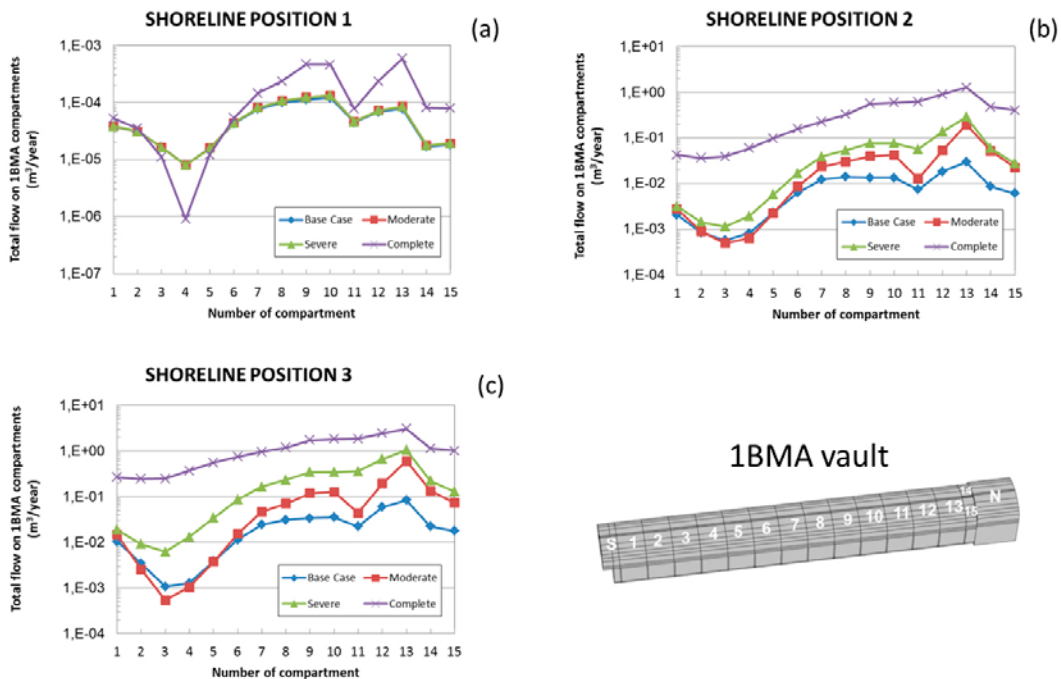 SHORELINE POSITION 1
(a)
Total flow on 1BMA compartments
(m³/year)
1,E-03
1,E-04
1,E-05
1,E-06
1,E-07
Base Case
Moderate
Severe
Complete
1 2 3 4 5 6 7 8 9 10 11 12 13 14 15
Number of compartment
SHORELINE POSITION 2
(b)
Total flow on 1BMA compartments
(m³/year)
1,E+01
1,E+00
1,E-01
1,E-02
1,E-03
1,E-04
Base Case
Moderate
Severe
Complete
1 2 3 4 5 6 7 8 9 10 11 12 13 14 15
Number of compartment
SHORELINE POSITION 3
(c)
Total flow on 1BMA compartments
(m³/year)
1,E+01
1,E+00
1,E-01
1,E-02
1,E-03
1,E-04
Base Case
Moderate
Severe
Complete
1 2 3 4 5 6 7 8 9 10 11 12 13 14 15
Number of compartment
1BMA vault
S 1 2 3 4 5 6 7 8 9 10 11 12 13 15 N